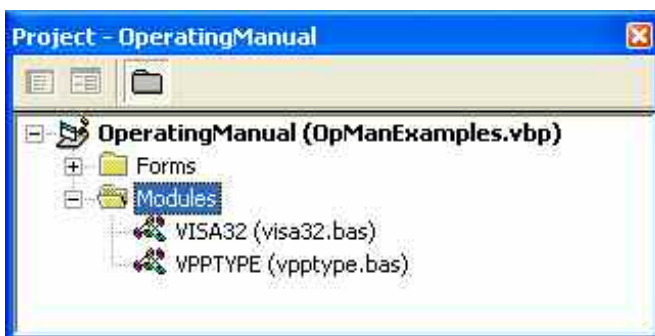 Project - OperatingManual
OperatingManual (OpManExamples.vbp)
Forms
Modules
VISA32 (visa32.bas)
VPPTYPE (vpptype.bas)